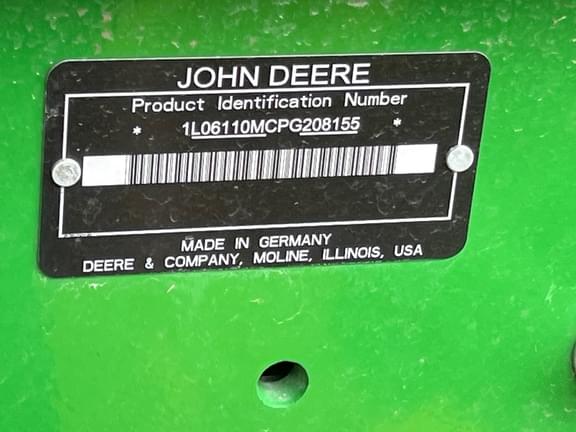 JOHN DEERE
Product Identification Number
* 1L06110MCPG208155 *
MADE IN GERMANY
DEERE & COMPANY, MOLINE, ILLINOIS, USA